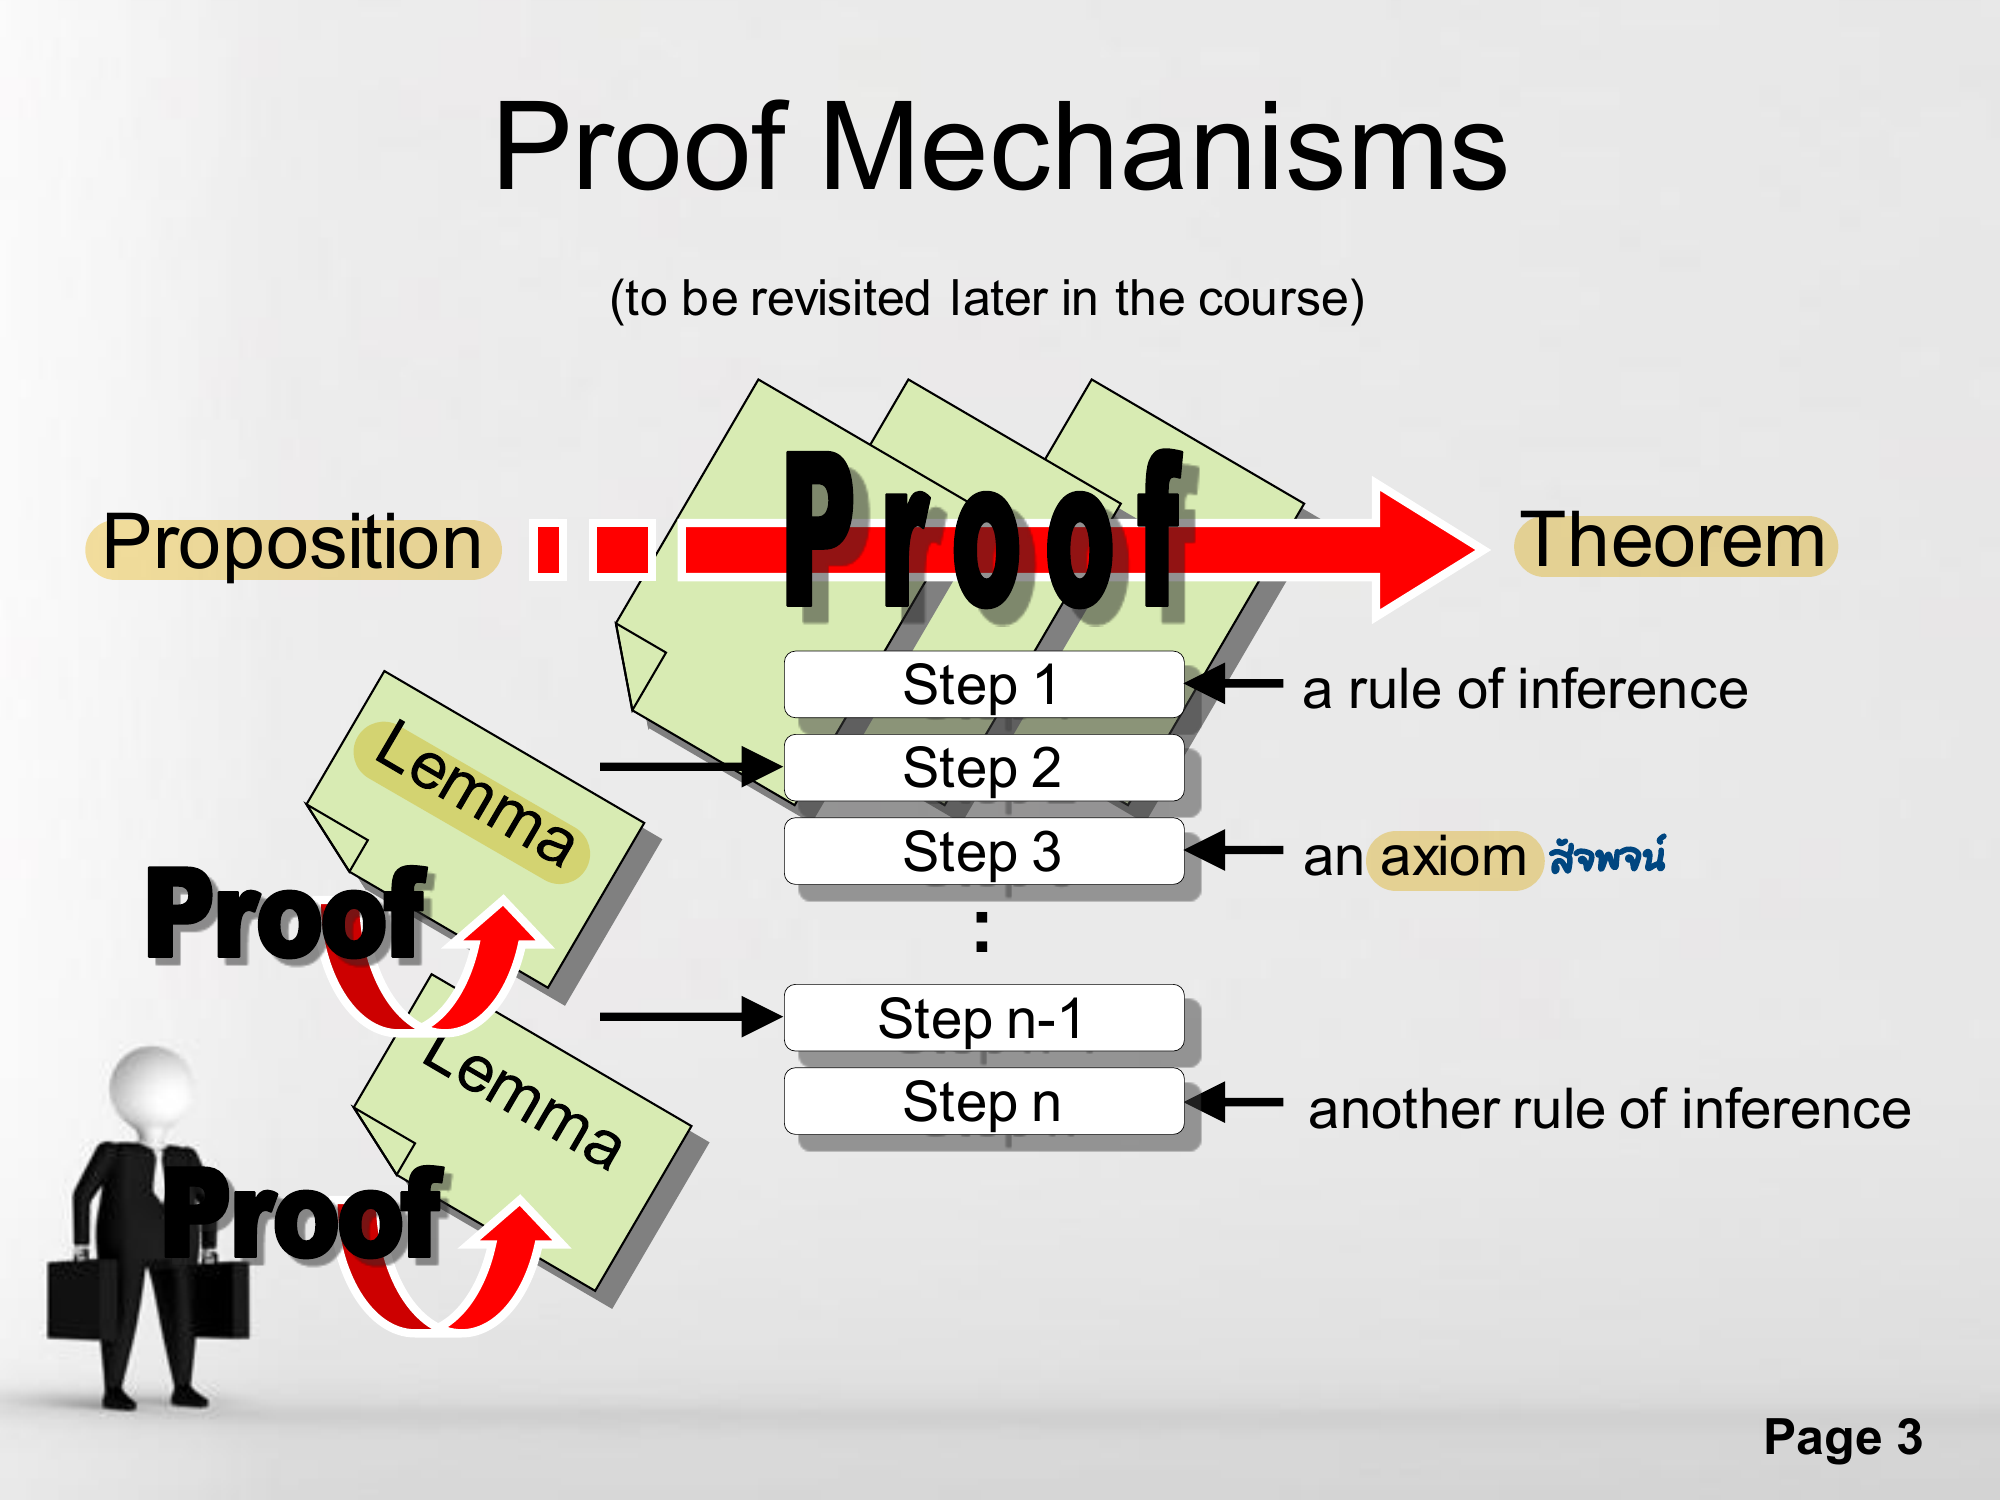 Proof Mechanisms
(to be revisited later in the course)
Proposition
Proof
Theorem
Step 1
a rule of inference
Lemma
Step 2
Step 3
an axiom สัจพจน์
Proof
:
Step n-1
Lemma
Step n
another rule of inference
Proof
Page 3